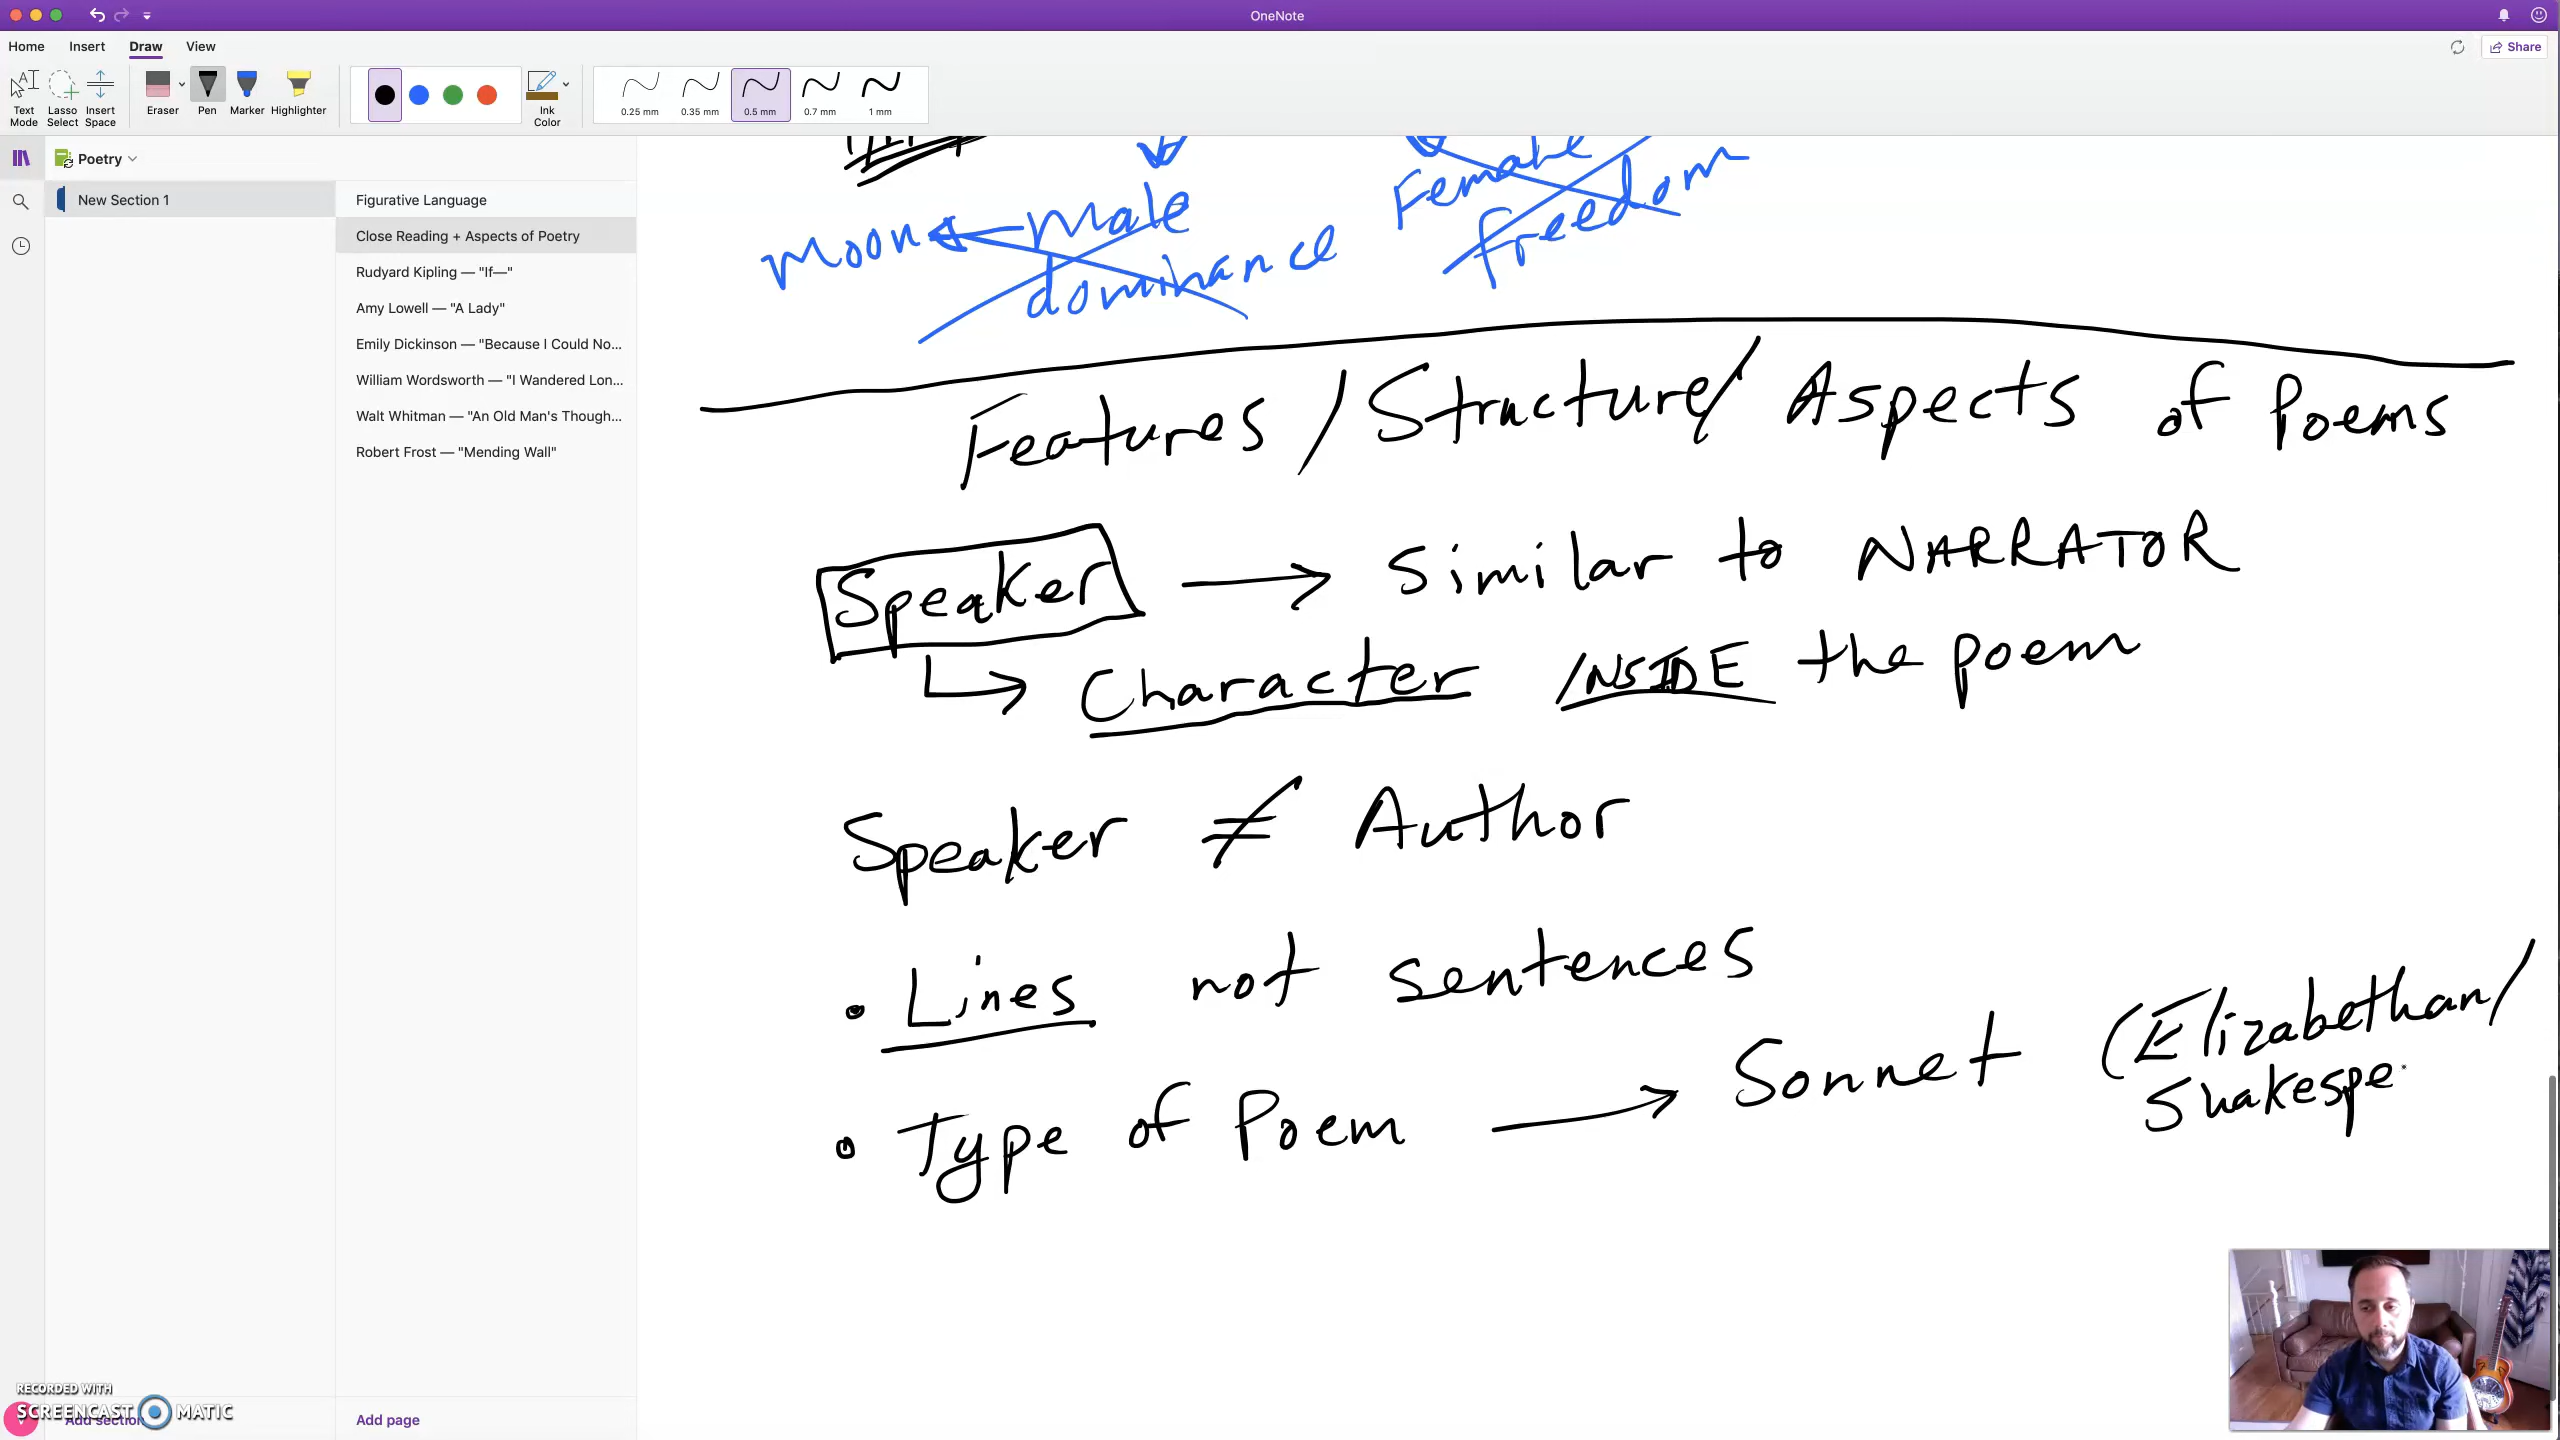 OneNote
Home Insert Draw View
Share
Text Mode
Lasso Select
Insert Space
Eraser
Pen
Marker
Highlighter
Ink Color
0.25 mm
0.35 mm
0.5 mm
0.7 mm
1 mm
Poetry
New Section 1
Figurative Language
Close Reading + Aspects of Poetry
Rudyard Kipling — "If—"
Amy Lowell — "A Lady"
Emily Dickinson — "Because I Could No...
William Wordsworth — "I Wandered Lon...
Walt Whitman — "An Old Man's Though...
Robert Frost — "Mending Wall"
Female
freedom
moon Male
dominance
Features / Structure / Aspects of Poems
Speaker → Similar to NARRATOR
↳ Character INSIDE the poem
Speaker ≠ Author
• Lines not sentences
• Type of Poem → Sonnet (Elizabethan/
Shakespe
RECORDED WITH
SCREENCAST MATIC
Add section
Add page